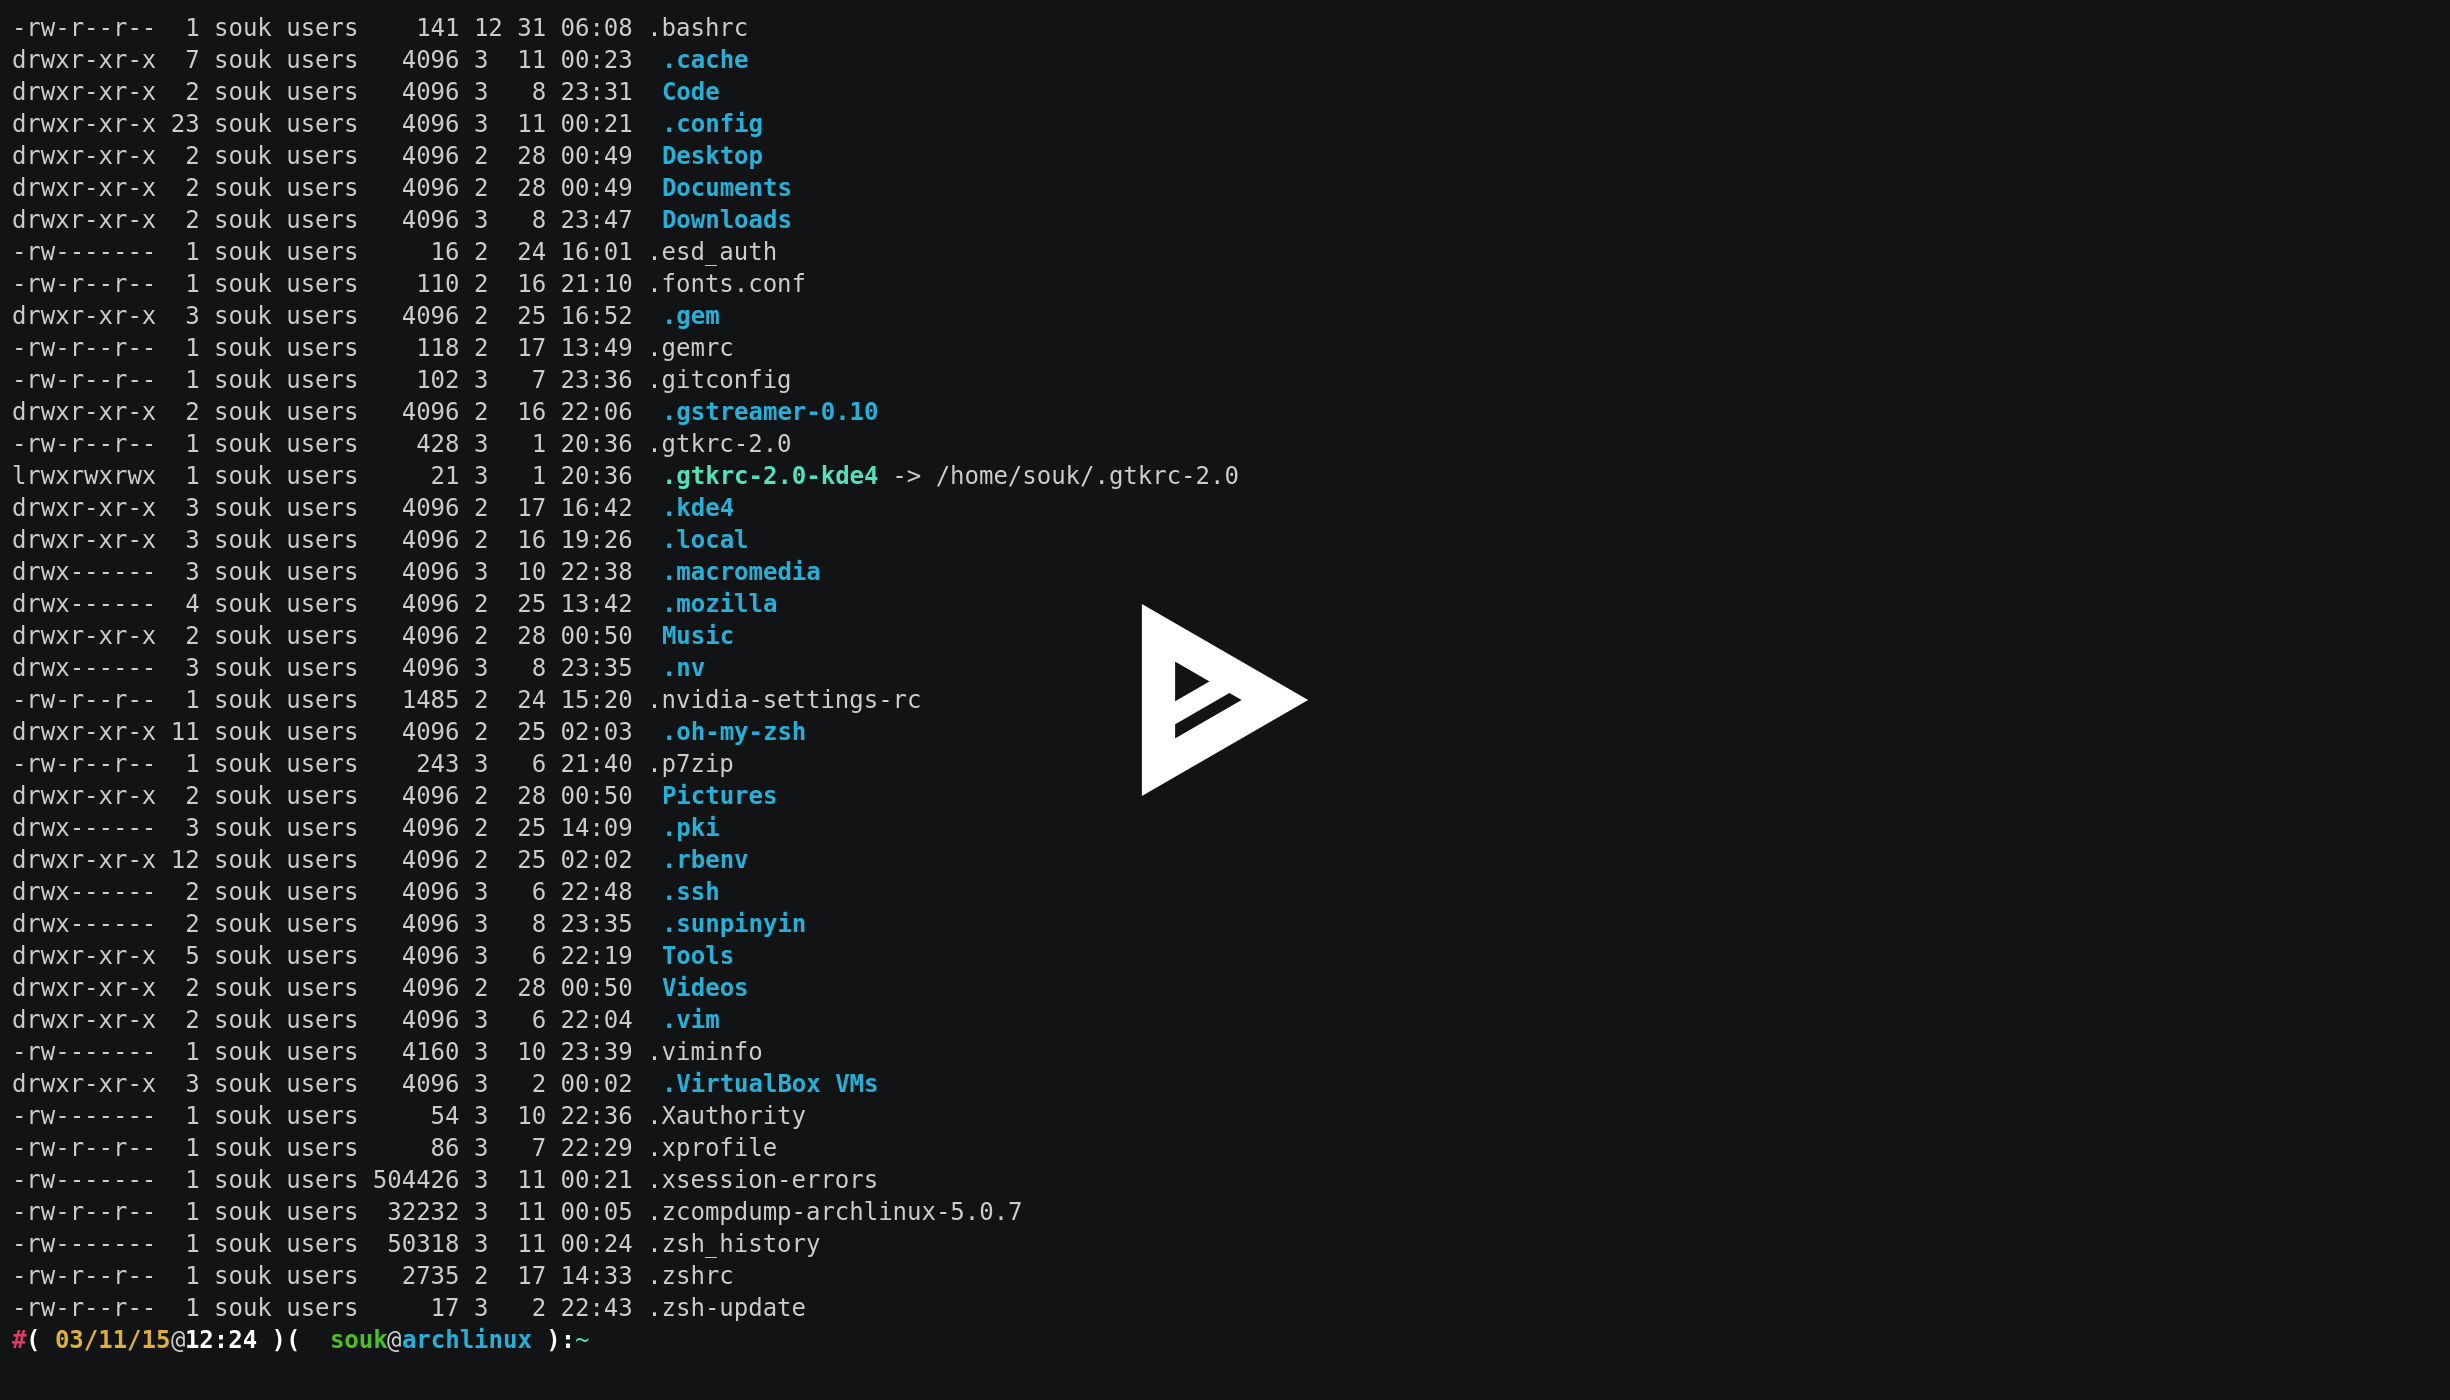 -rw-r--r--  1 souk users    141 12 31 06:08 .bashrc
drwxr-xr-x  7 souk users   4096 3  11 00:23  .cache
drwxr-xr-x  2 souk users   4096 3   8 23:31  Code
drwxr-xr-x 23 souk users   4096 3  11 00:21  .config
drwxr-xr-x  2 souk users   4096 2  28 00:49  Desktop
drwxr-xr-x  2 souk users   4096 2  28 00:49  Documents
drwxr-xr-x  2 souk users   4096 3   8 23:47  Downloads
-rw-------  1 souk users     16 2  24 16:01 .esd_auth
-rw-r--r--  1 souk users    110 2  16 21:10 .fonts.conf
drwxr-xr-x  3 souk users   4096 2  25 16:52  .gem
-rw-r--r--  1 souk users    118 2  17 13:49 .gemrc
-rw-r--r--  1 souk users    102 3   7 23:36 .gitconfig
drwxr-xr-x  2 souk users   4096 2  16 22:06  .gstreamer-0.10
-rw-r--r--  1 souk users    428 3   1 20:36 .gtkrc-2.0
lrwxrwxrwx  1 souk users     21 3   1 20:36  .gtkrc-2.0-kde4 -> /home/souk/.gtkrc-2.0
drwxr-xr-x  3 souk users   4096 2  17 16:42  .kde4
drwxr-xr-x  3 souk users   4096 2  16 19:26  .local
drwx------  3 souk users   4096 3  10 22:38  .macromedia
drwx------  4 souk users   4096 2  25 13:42  .mozilla
drwxr-xr-x  2 souk users   4096 2  28 00:50  Music
drwx------  3 souk users   4096 3   8 23:35  .nv
-rw-r--r--  1 souk users   1485 2  24 15:20 .nvidia-settings-rc
drwxr-xr-x 11 souk users   4096 2  25 02:03  .oh-my-zsh
-rw-r--r--  1 souk users    243 3   6 21:40 .p7zip
drwxr-xr-x  2 souk users   4096 2  28 00:50  Pictures
drwx------  3 souk users   4096 2  25 14:09  .pki
drwxr-xr-x 12 souk users   4096 2  25 02:02  .rbenv
drwx------  2 souk users   4096 3   6 22:48  .ssh
drwx------  2 souk users   4096 3   8 23:35  .sunpinyin
drwxr-xr-x  5 souk users   4096 3   6 22:19  Tools
drwxr-xr-x  2 souk users   4096 2  28 00:50  Videos
drwxr-xr-x  2 souk users   4096 3   6 22:04  .vim
-rw-------  1 souk users   4160 3  10 23:39 .viminfo
drwxr-xr-x  3 souk users   4096 3   2 00:02  .VirtualBox VMs
-rw-------  1 souk users     54 3  10 22:36 .Xauthority
-rw-r--r--  1 souk users     86 3   7 22:29 .xprofile
-rw-------  1 souk users 504426 3  11 00:21 .xsession-errors
-rw-r--r--  1 souk users  32232 3  11 00:05 .zcompdump-archlinux-5.0.7
-rw-------  1 souk users  50318 3  11 00:24 .zsh_history
-rw-r--r--  1 souk users   2735 2  17 14:33 .zshrc
-rw-r--r--  1 souk users     17 3   2 22:43 .zsh-update
#( 03/11/15@12:24 )(  souk@archlinux ):~